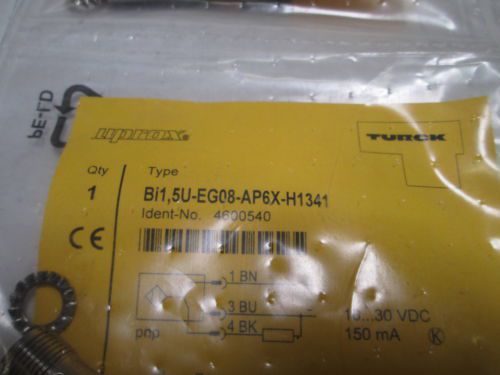 PE-LD
uprox®
TURCK
Qty Type
1 Bi1,5U-EG08-AP6X-H1341
Ident-No. 4600540
CE
1 BN
3 BU
4 BK
pnp
10...30 VDC
150 mA K